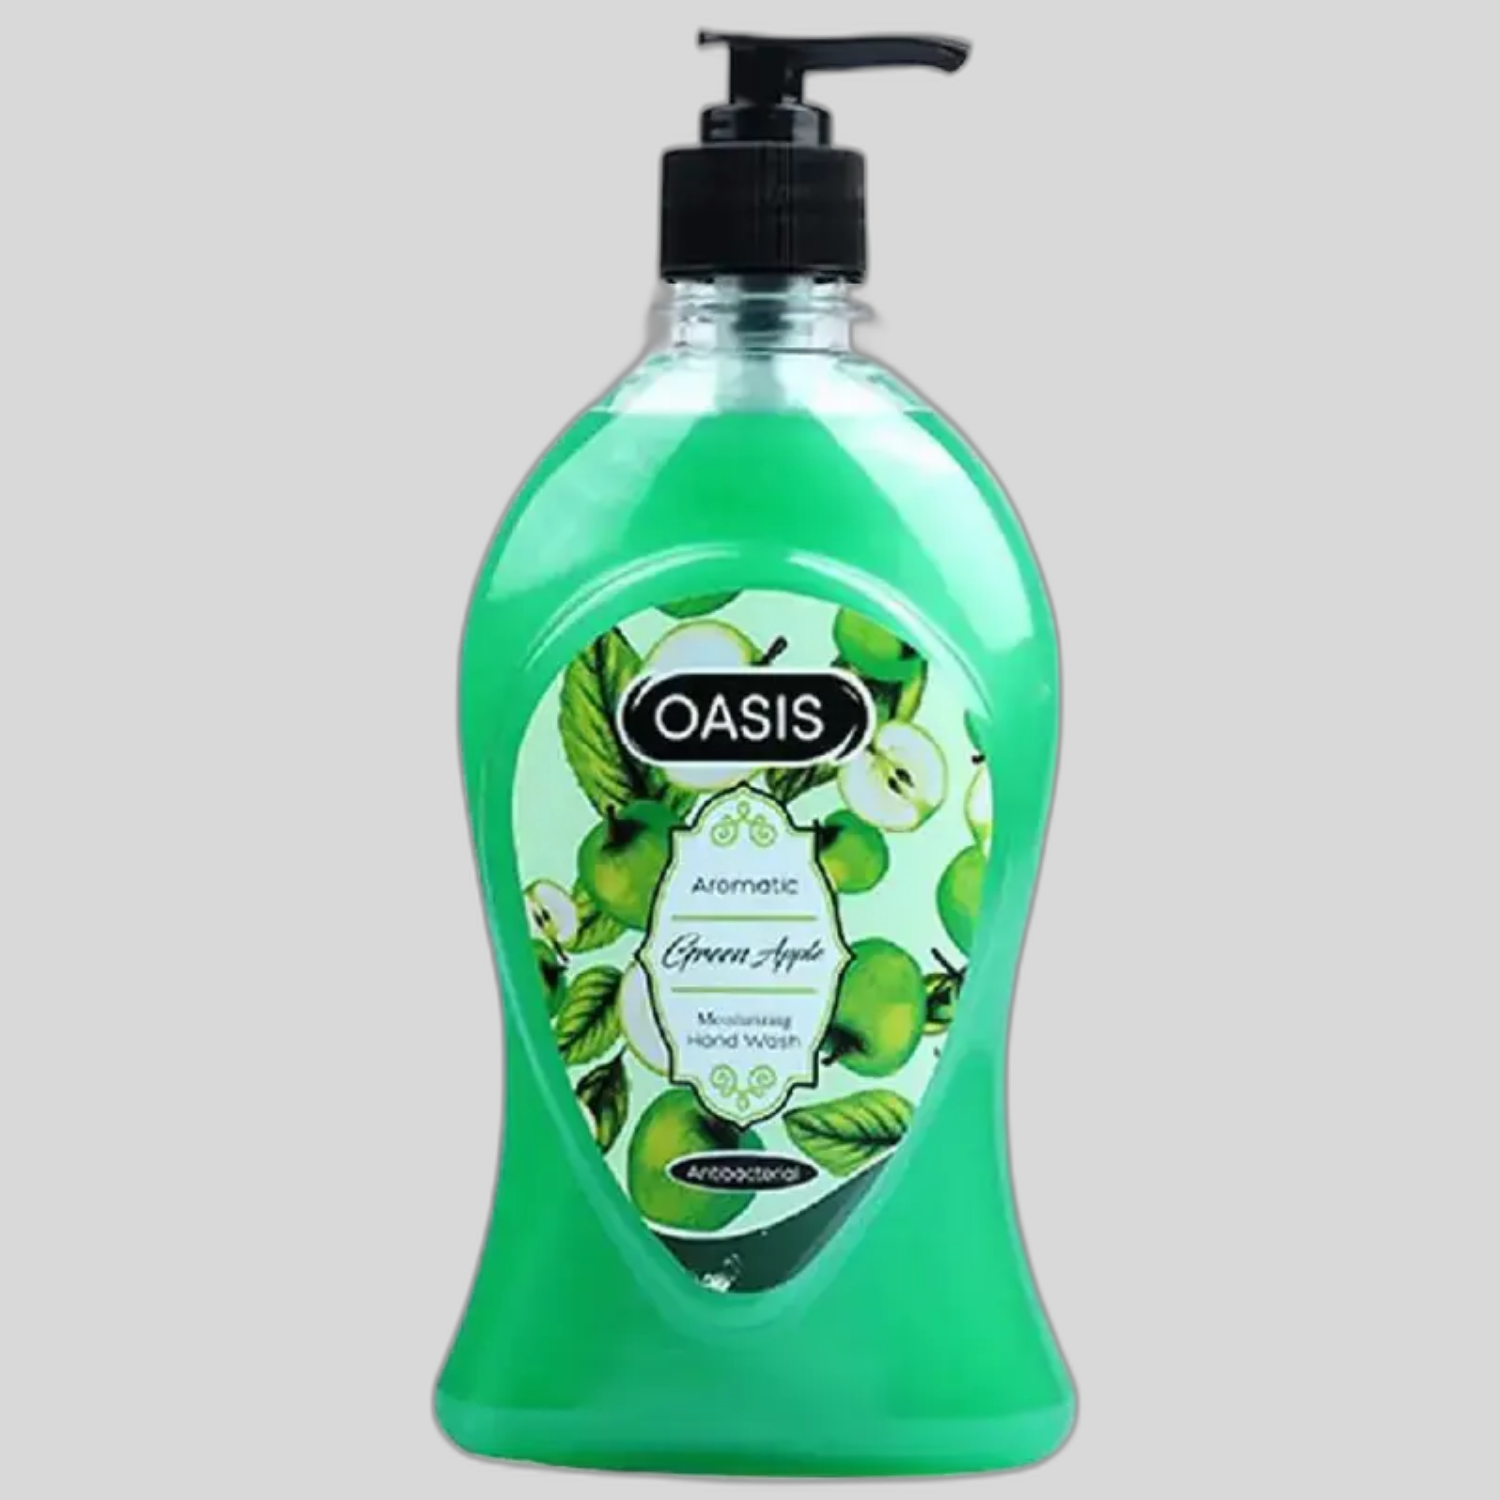 OASIS
Aromatic
Green Apple
Moisturizing
Hand Wash
Antibacterial